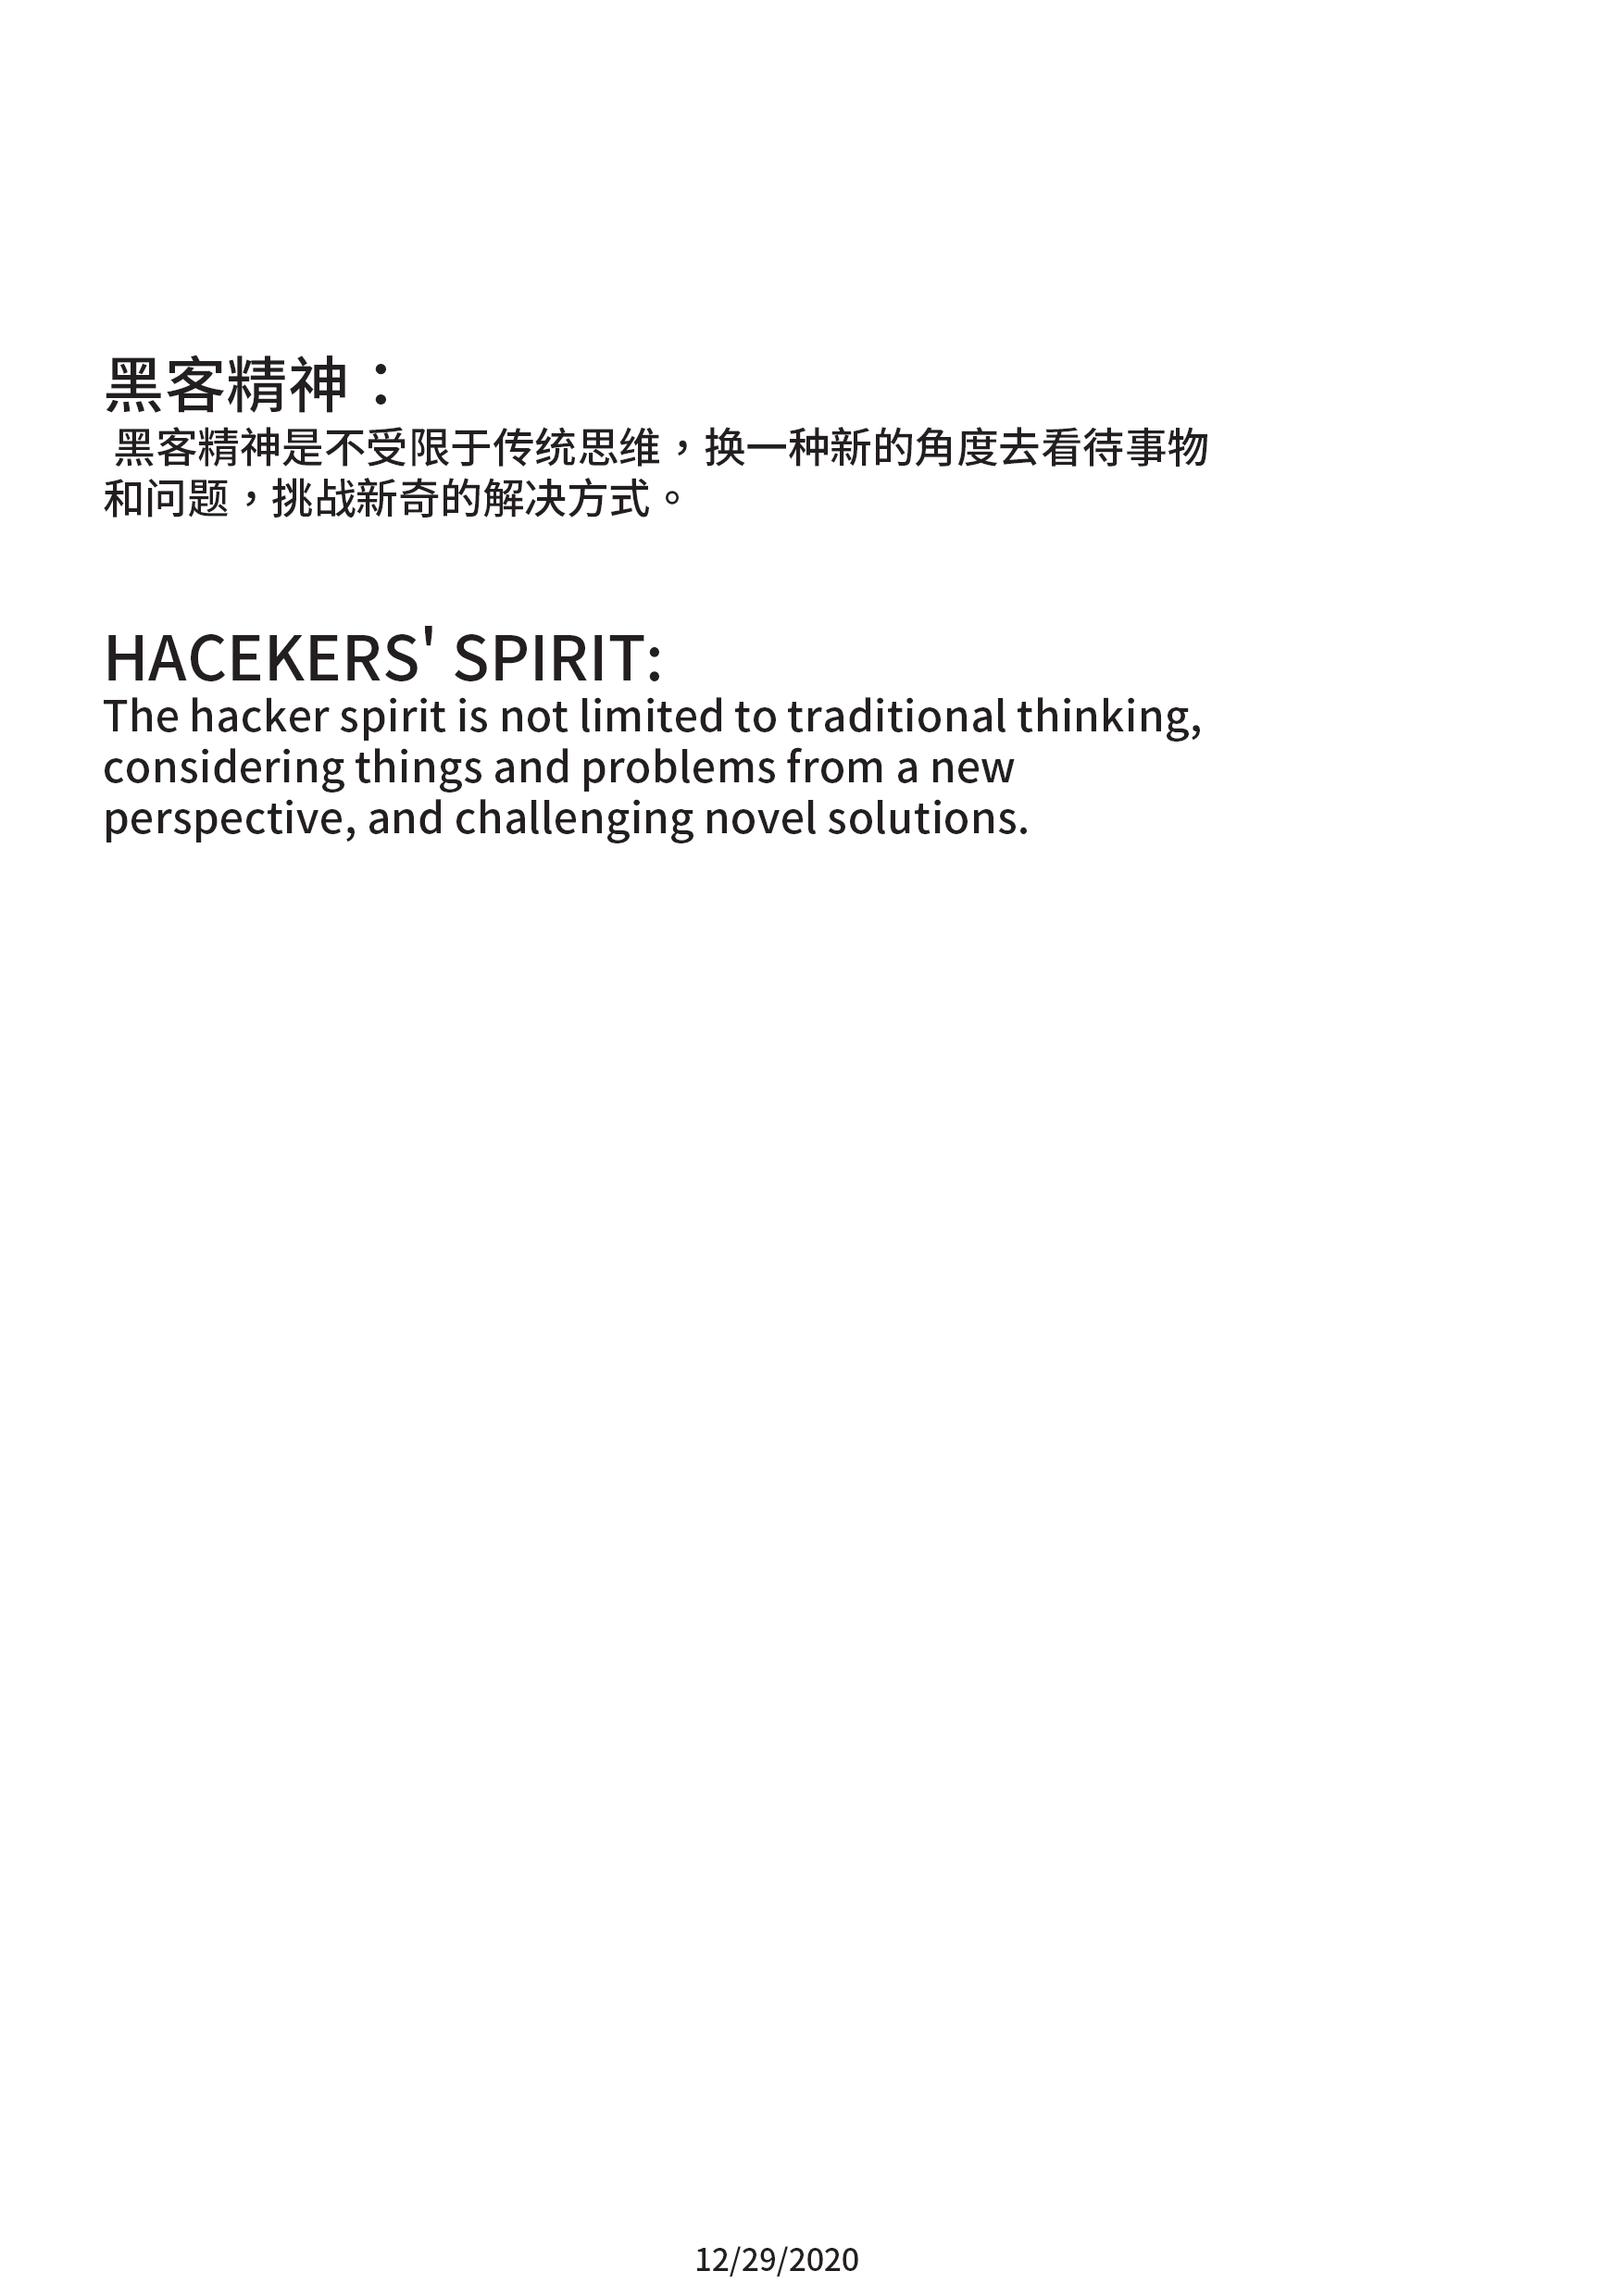 黑客精神：
黑客精神是不受限于传统思维，换一种新的角度去看待事物
和问题，挑战新奇的解决方式。
HACEKERS' SPIRIT:
The hacker spirit is not limited to traditional thinking,
considering things and problems from a new
perspective, and challenging novel solutions.
12/29/2020